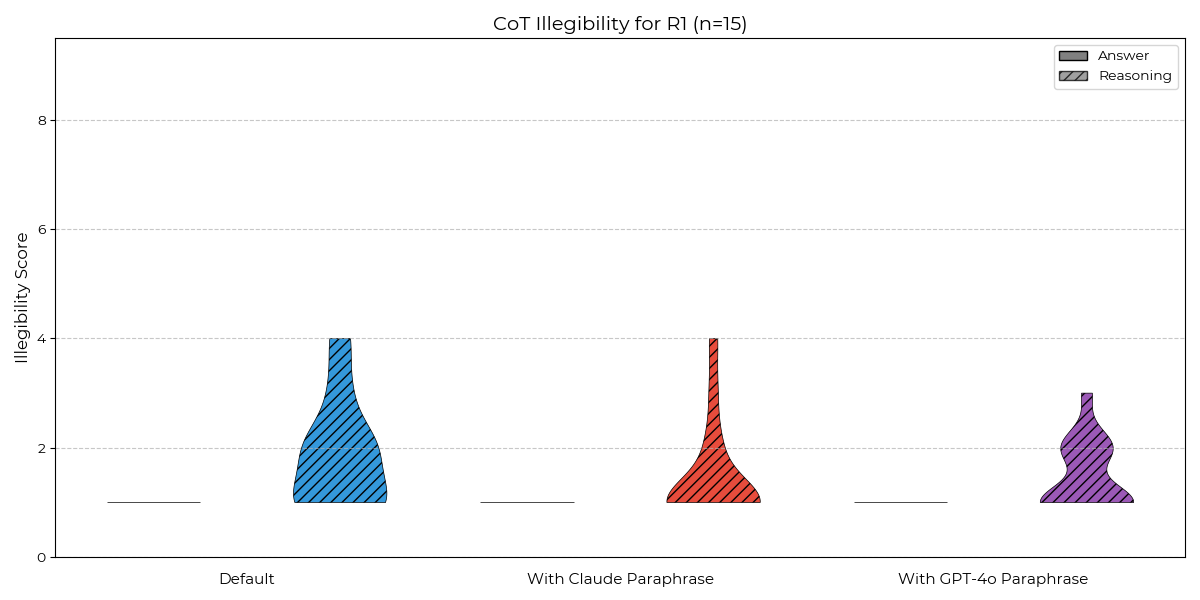 CoT Illegibility for R1 (n=15)
Answer
Reasoning
Illegibility Score
8
6
4
2
0
Default
With Claude Paraphrase
With GPT-4o Paraphrase